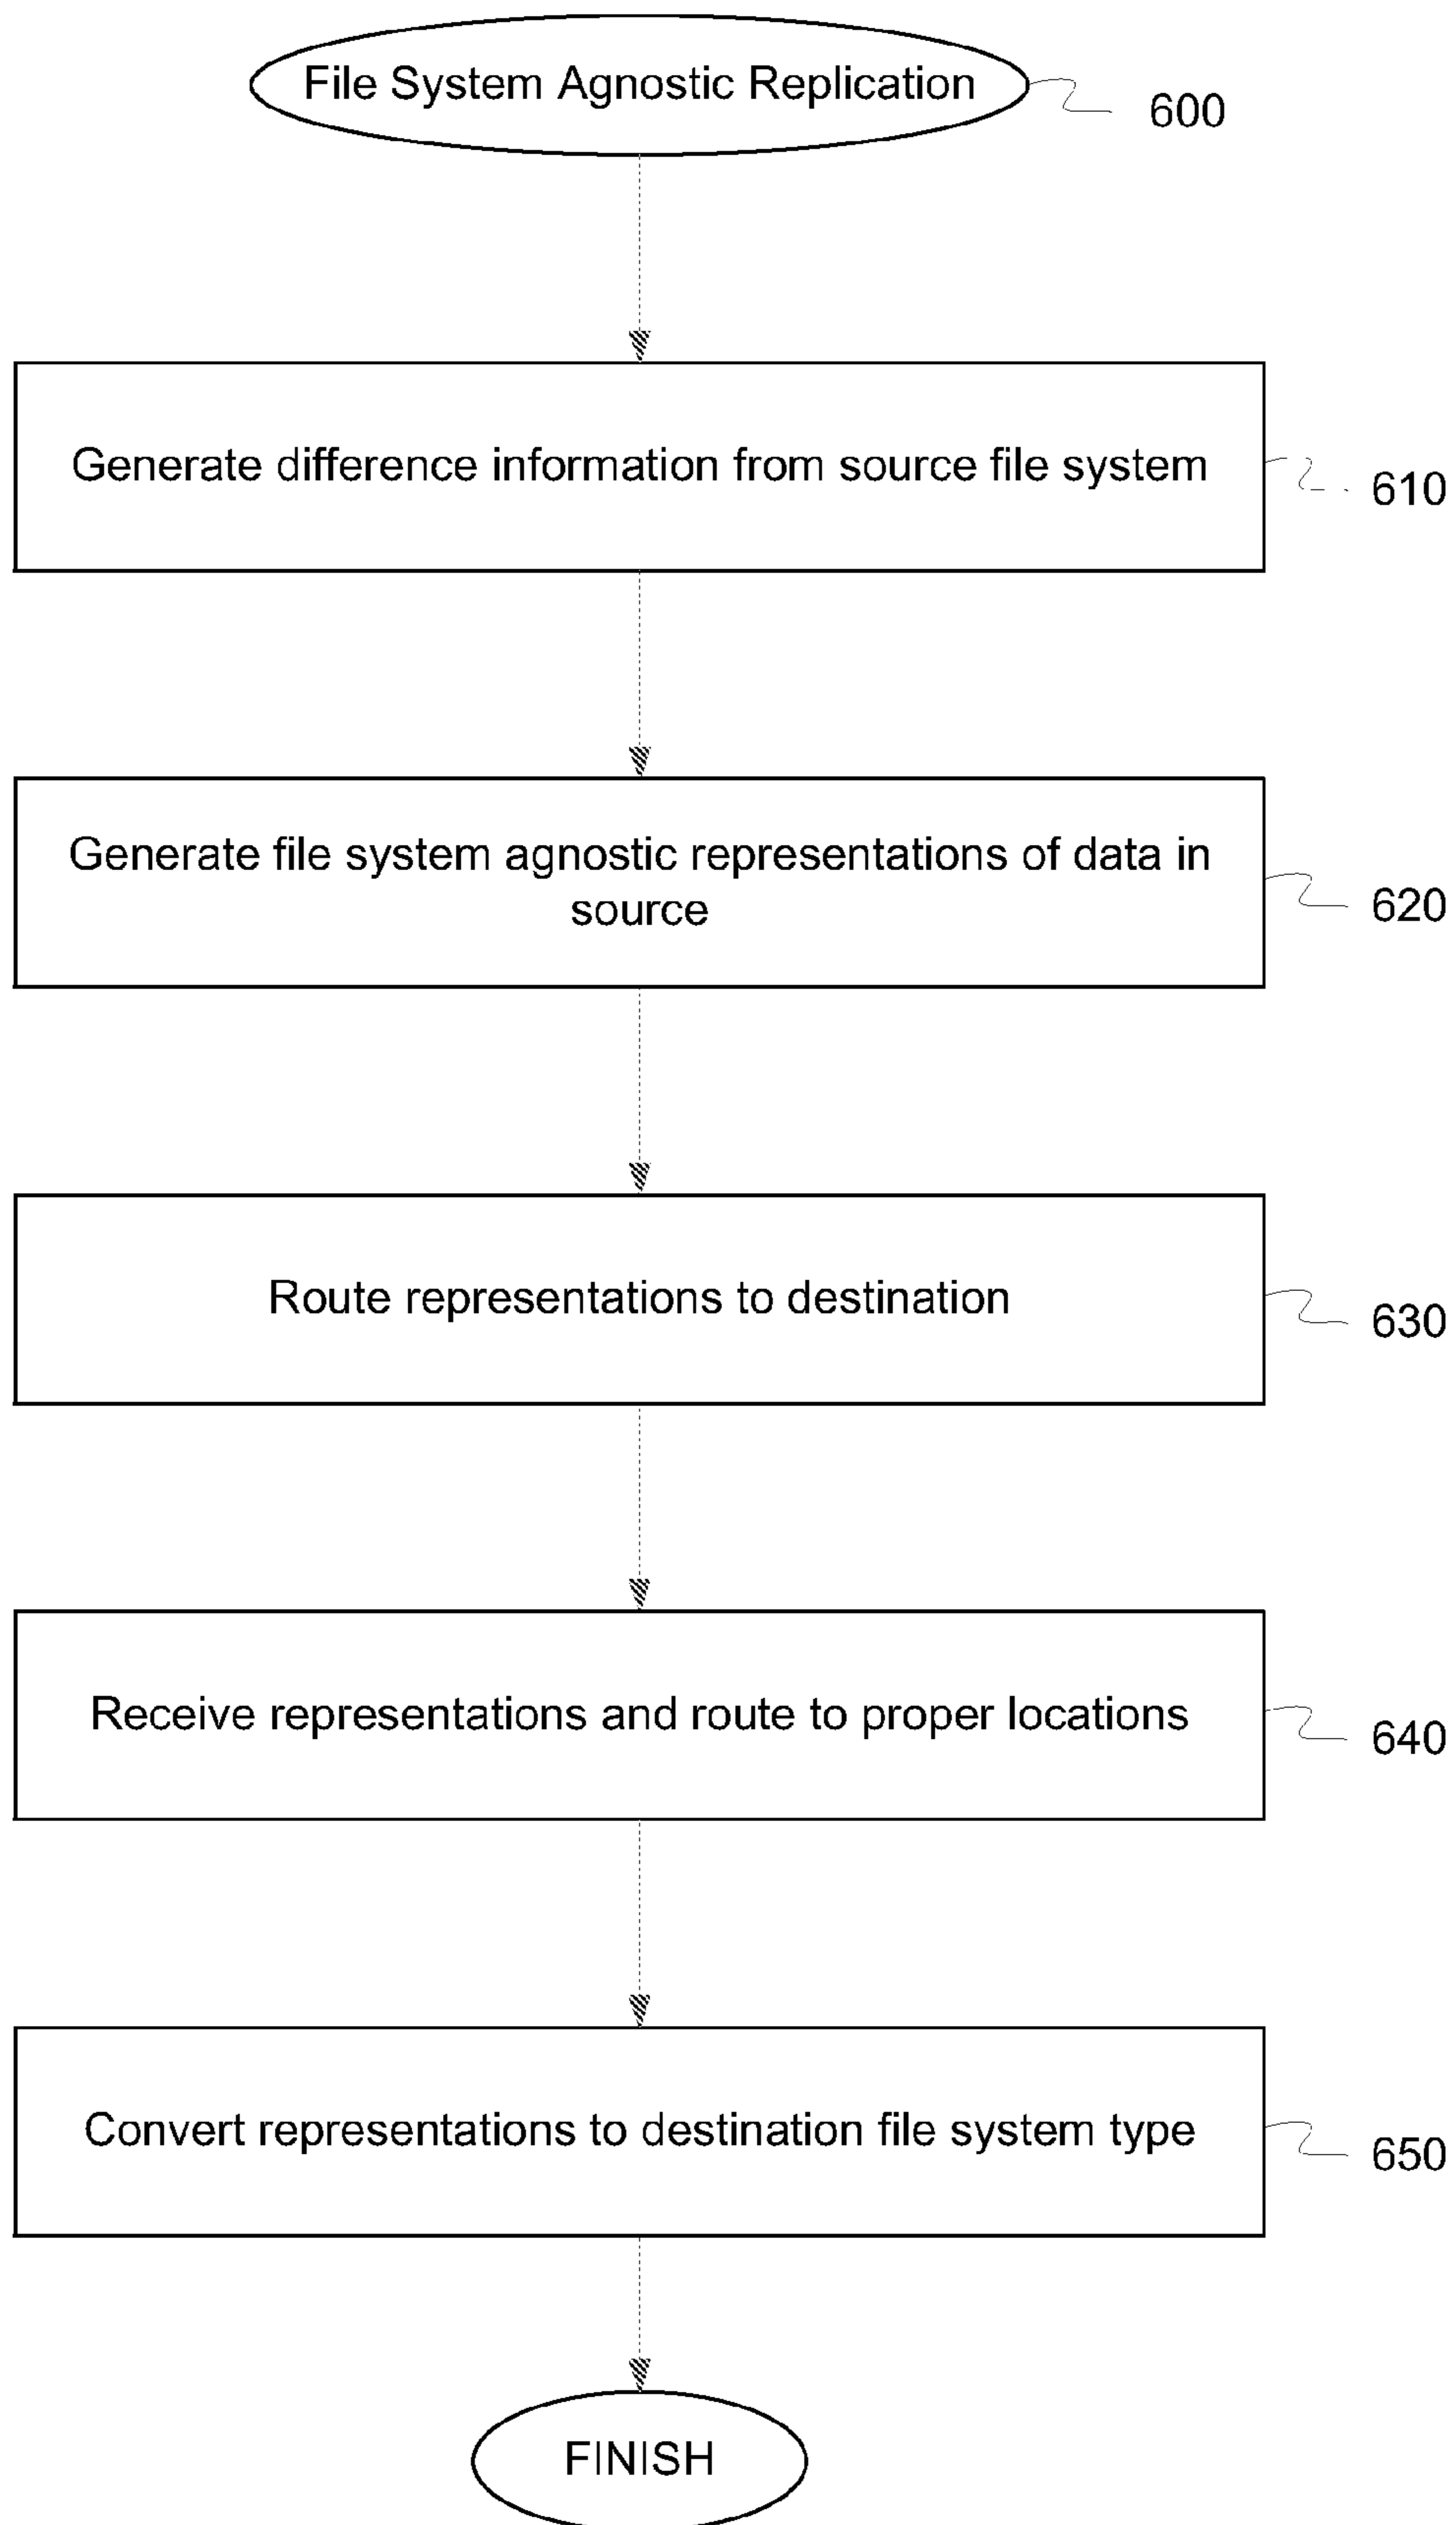 File System Agnostic Replication
600
Generate difference information from source file system
610
Generate file system agnostic representations of data in
source
620
Route representations to destination
630
Receive representations and route to proper locations
640
Convert representations to destination file system type
650
FINISH